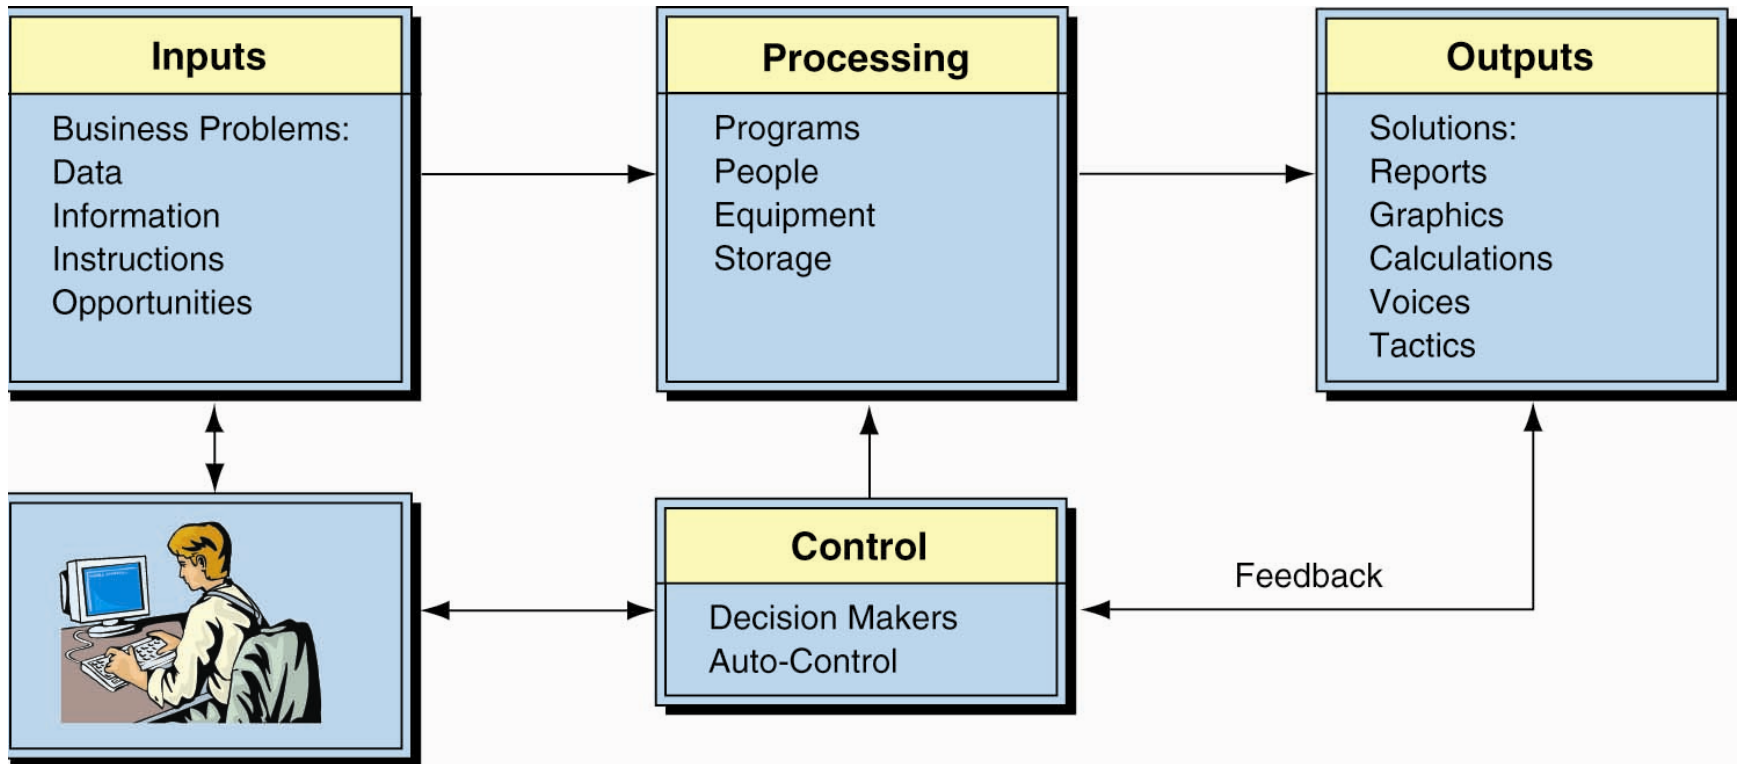 Inputs
Business Problems:
Data
Information
Instructions
Opportunities
Processing
Programs
People
Equipment
Storage
Outputs
Solutions:
Reports
Graphics
Calculations
Voices
Tactics
Control
Decision Makers
Auto-Control
Feedback